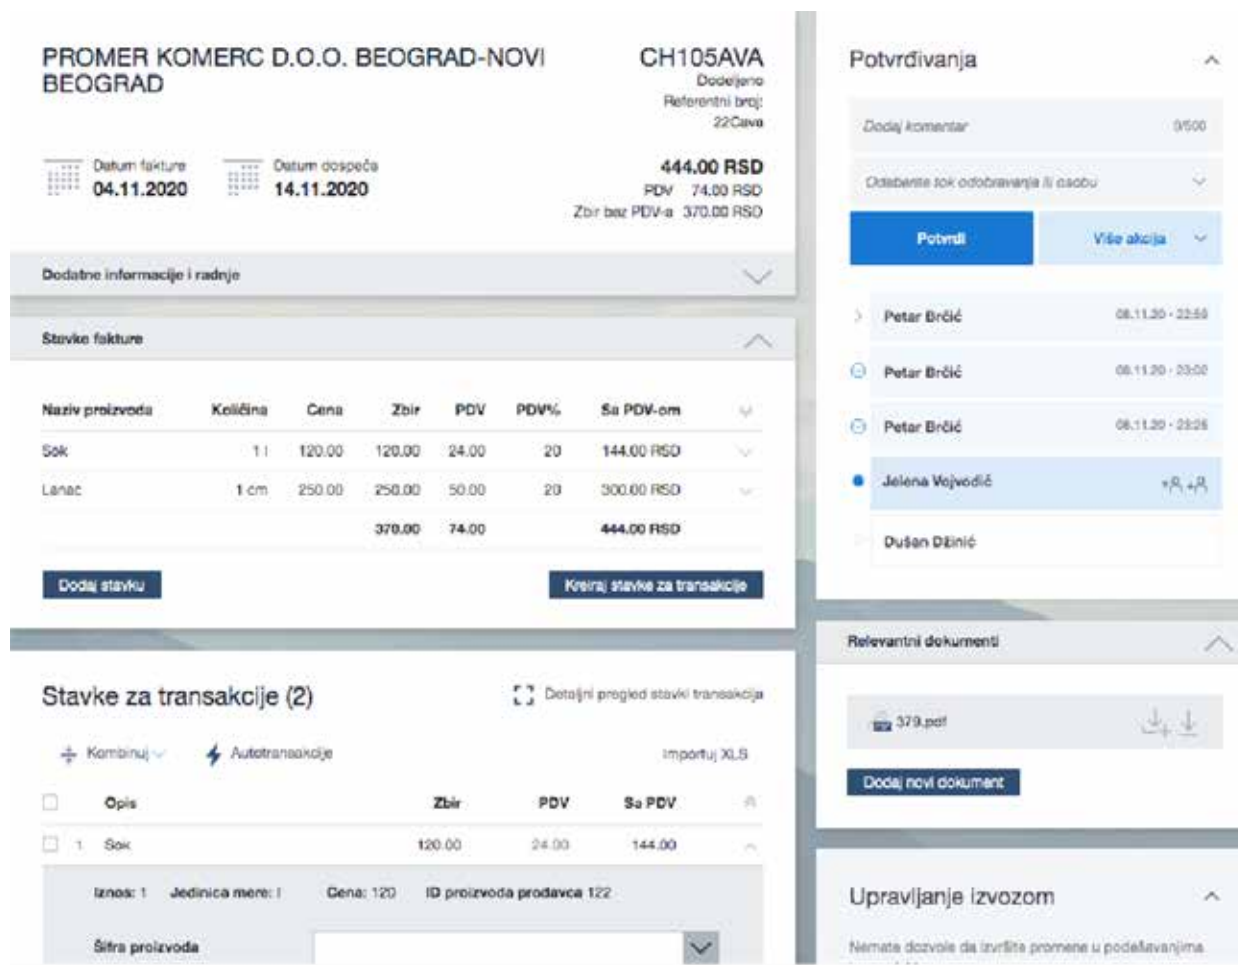 PROMER KOMERC D.O.O. BEOGRAD-NOVI
BEOGRAD
CH105AVA
Dodeljeno
Referentni broj:
22Cava
Datum fakture
04.11.2020
Datum dospeća
14.11.2020
444.00 RSD
PDV 74.00 RSD
Zbir bez PDV-a 370.00 RSD
Dodatne informacije i radnje
Stavke fakture
Naziv proizvoda Količina Cena Zbir PDV PDV% Sa PDV-om
Sok 1 l 120.00 120.00 24.00 20 144.00 RSD
Lanac 1 cm 250.00 250.00 50.00 20 300.00 RSD
370.00 74.00 444.00 RSD
Dodaj stavku
Kreiraj stavke za transakcije
Stavke za transakcije (2)
Detaljni pregled stavki transakcija
Kombinuj
Autotransakcije
Importuj XLS
Opis Zbir PDV Sa PDV
1 Sok 120.00 24.00 144.00
Iznos: 1 Jedinica mere: l Cena: 120 ID proizvoda prodavca 122
Šifra proizvoda
Potvrđivanja
Dodaj komentar 0/500
Odaberite tok odobravanja ili osobu
Potvrdi
Više akcija
Petar Brčić 06.11.20 - 22:58
Petar Brčić 06.11.20 - 23:02
Petar Brčić 06.11.20 - 23:26
Jelena Vojvodić
Dušan Džinić
Relevantni dokumenti
379.pdf
Dodaj novi dokument
Upravljanje izvozom
Nemate dozvole da izvršite promene u podešavanjima